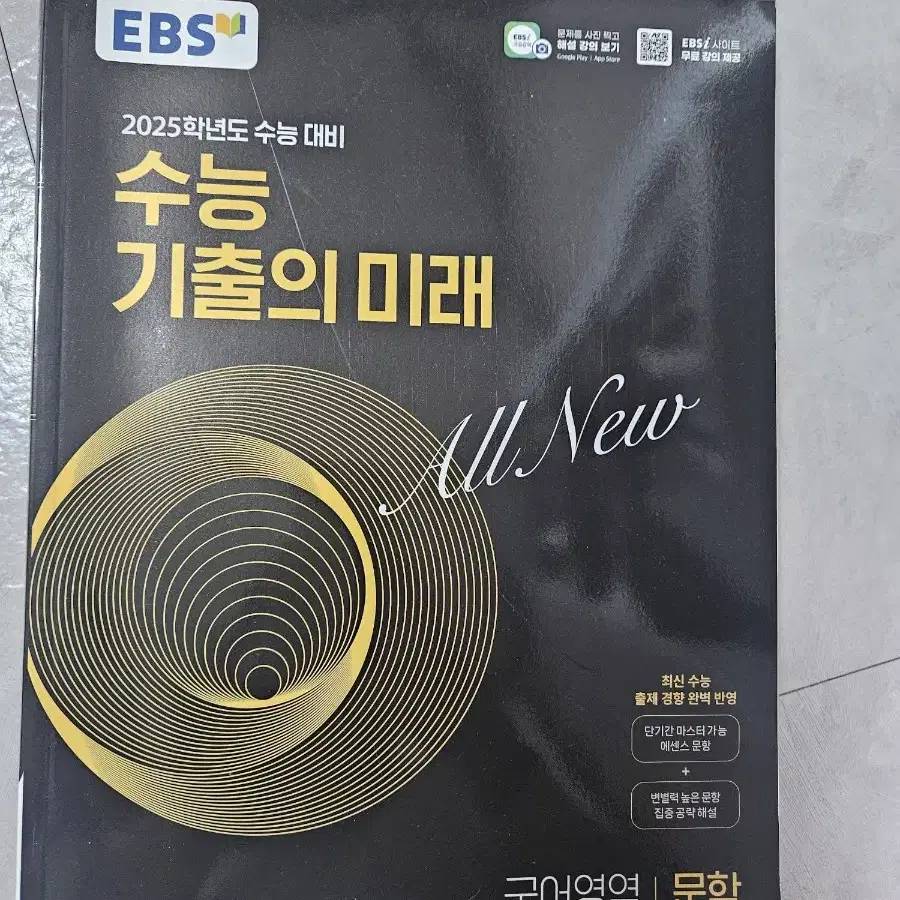 EBS
문제를 사진 찍고
해설 강의 보기
Google Play | App Store
EBSi 사이트
무료 강의 제공
2025학년도 수능 대비
수능
기출의 미래
All New
최신 수능
출제 경향 완벽 반영
단기간 마스터 가능
에센스 문항
+
변별력 높은 문항
집중 공략 해설
국어영역 | 문학